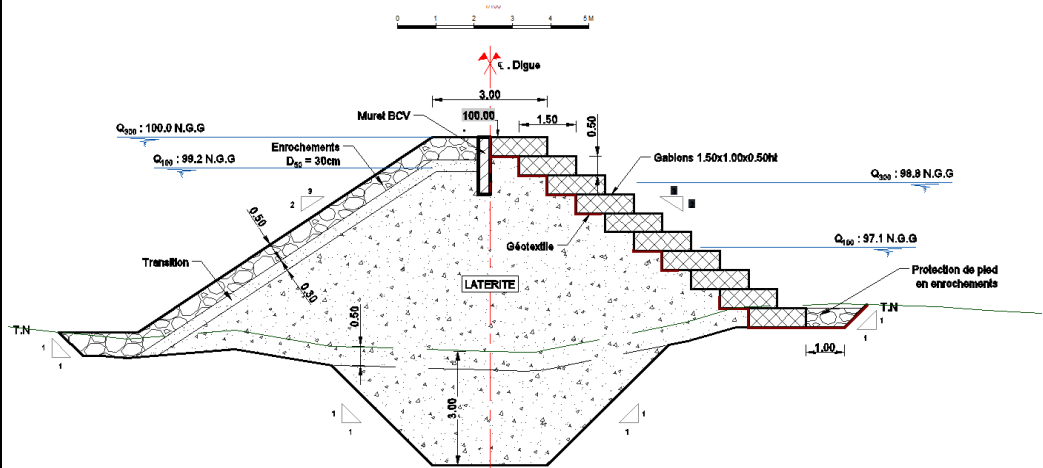 0 1 2 3 4 5 M
℄ . Digue
3.00
Muret BCV
100.00
1.50
0.50
Q300 : 100.0 N.G.G
Q100 : 99.2 N.G.G
Enrochements
D50 = 30cm
Gabions 1.50x1.00x0.50ht
Q300 : 98.8 N.G.G
3
2
0.50
Géotextile
Q100 : 97.1 N.G.G
Transition
0.30
LATERITE
Protection de pied
en enrochements
T.N
T.N
0.50
1
1
1
1
1.00
3.00
1
1
1
1